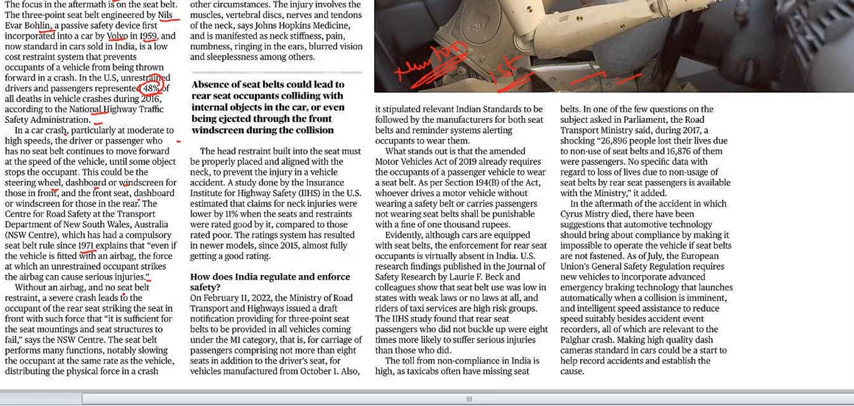 The focus in the aftermath is on the seat belt.
The three-point seat belt engineered by Nils
Evar Bohlin, a passive safety device first
incorporated into a car by Volvo in 1959, and
now standard in cars sold in India, is a low
cost restraint system that prevents
occupants of a vehicle from being thrown
forward in a crash. In the U.S, unrestrained
drivers and passengers represented 48% of
all deaths in vehicle crashes during 2016,
according to the National Highway Traffic
Safety Administration.
In a car crash, particularly at moderate to
high speeds, the driver or passenger who
has no seat belt continues to move forward
at the speed of the vehicle, until some object
stops the occupant. This could be the
steering wheel, dashboard or windscreen for
those in front, and the front seat, dashboard
or windscreen for those in the rear. The
Centre for Road Safety at the Transport
Department of New South Wales, Australia
(NSW Centre), which has had a compulsory
seat belt rule since 1971 explains that “even if
the vehicle is fitted with an airbag, the force
at which an unrestrained occupant strikes
the airbag can cause serious injuries.”
Without an airbag, and no seat belt
restraint, a severe crash leads to the
occupant of the rear seat striking the seat in
front with such force that “it is sufficient for
the seat mountings and seat structures to
fail,” says the NSW Centre. The seat belt
performs many functions, notably slowing
the occupant at the same rate as the vehicle,
distributing the physical force in a crash
other circumstances. The injury involves the
muscles, vertebral discs, nerves and tendons
of the neck, says Johns Hopkins Medicine,
and is manifested as neck stiffness, pain,
numbness, ringing in the ears, blurred vision
and sleeplessness among others.
Absence of seat belts could lead to
rear seat occupants colliding with
internal objects in the car, or even
being ejected through the front
windscreen during the collision
The head restraint built into the seat must
be properly placed and aligned with the
neck, to prevent the injury in a vehicle
accident. A study done by the Insurance
Institute for Highway Safety (IIHS) in the U.S.
estimated that claims for neck injuries were
lower by 11% when the seats and restraints
were rated good by it, compared to those
rated poor. The ratings system has resulted
in newer models, since 2015, almost fully
getting a good rating.
How does India regulate and enforce
safety?
On February 11, 2022, the Ministry of Road
Transport and Highways issued a draft
notification providing for three-point seat
belts to be provided in all vehicles coming
under the M1 category, that is, for carriage of
passengers comprising not more than eight
seats in addition to the driver's seat, for
vehicles manufactured from October 1. Also,
1st
it stipulated relevant Indian Standards to be
followed by the manufacturers for both seat
belts and reminder systems alerting
occupants to wear them.
What stands out is that the amended
Motor Vehicles Act of 2019 already requires
the occupants of a passenger vehicle to wear
a seat belt. As per Section 194(B) of the Act,
whoever drives a motor vehicle without
wearing a safety belt or carries passengers
not wearing seat belts shall be punishable
with a fine of one thousand rupees.
Evidently, although cars are equipped
with seat belts, the enforcement for rear seat
occupants is virtually absent in India. U.S.
research findings published in the Journal of
Safety Research by Laurie F. Beck and
colleagues show that seat belt use was low in
states with weak laws or no laws at all, and
riders of taxi services are high risk groups.
The IIHS study found that rear seat
passengers who did not buckle up were eight
times more likely to suffer serious injuries
than those who did.
The toll from non-compliance in India is
high, as taxicabs often have missing seat
belts. In one of the few questions on the
subject asked in Parliament, the Road
Transport Ministry said, during 2017, a
shocking “26,896 people lost their lives due
to non-use of seat belts and 16,876 of them
were passengers. No specific data with
regard to loss of lives due to non-usage of
seat belts by rear seat passengers is available
with the Ministry,” it added.
In the aftermath of the accident in which
Cyrus Mistry died, there have been
suggestions that automotive technology
should bring about compliance by making it
impossible to operate the vehicle if seat belts
are not fastened. As of July, the European
Union's General Safety Regulation requires
new vehicles to incorporate advanced
emergency braking technology that launches
automatically when a collision is imminent,
and intelligent speed assistance to reduce
speed suitably besides accident event
recorders, all of which are relevant to the
Palghar crash. Making high quality dash
cameras standard in cars could be a start to
help record accidents and establish the
cause.